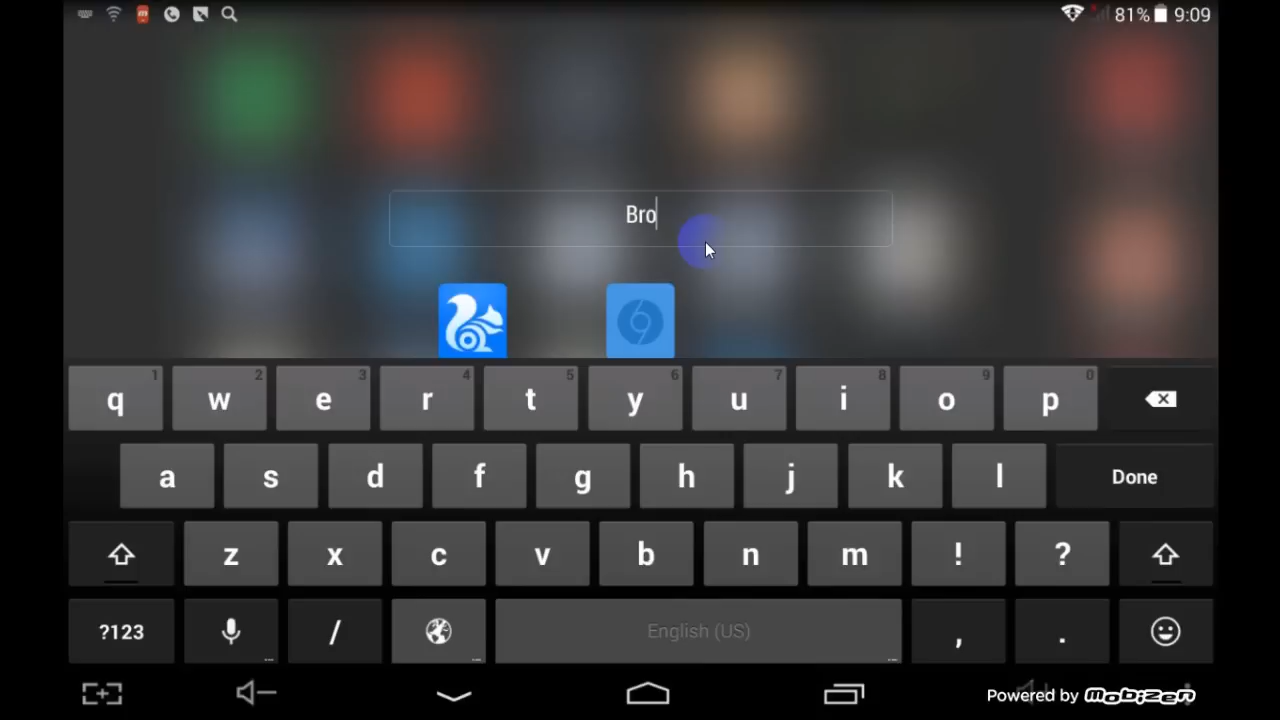 81% 9:09
Bro
q 1 w 2 e 3 r 4 t 5 y 6 u 7 i 8 o 9 p 0
a s d f g h j k l Done
z x c v b n m ! ?
?123 / English (US) , .
Powered by mobizen